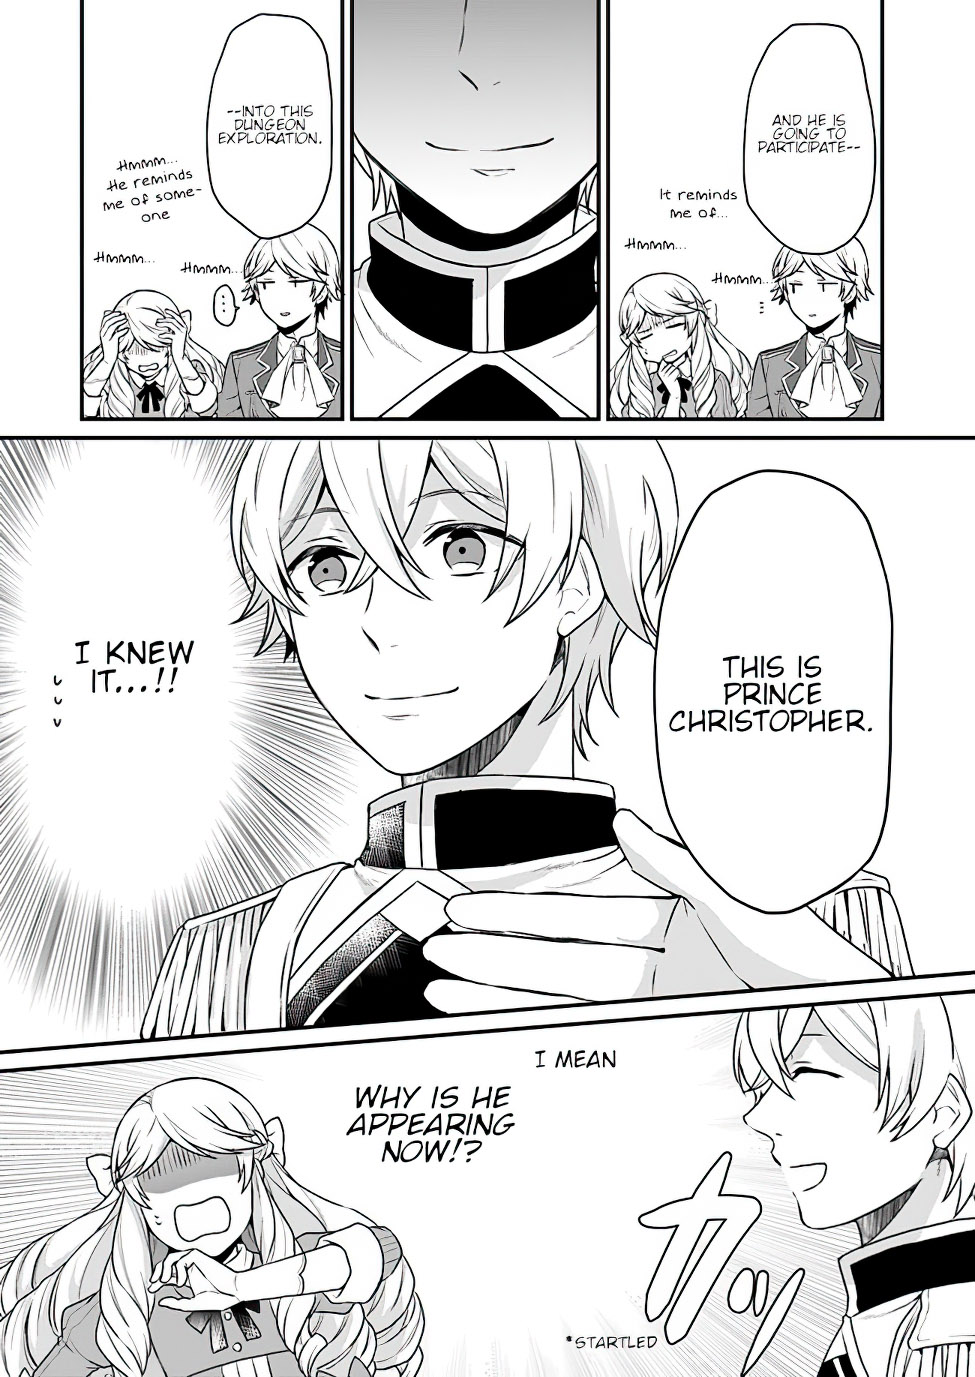 AND HE IS
GOING TO
PARTICIPATE--
It reminds
me of...
Hmmm...
Hmmm...
--INTO THIS
DUNGEON
EXPLORATION.
Hmmm...
He reminds
me of some-
one
Hmmm...
Hmmm...
THIS IS
PRINCE
CHRISTOPHER.
I KNEW
IT...!!
I MEAN
WHY IS HE
APPEARING
NOW!?
カッ
*STARTLED